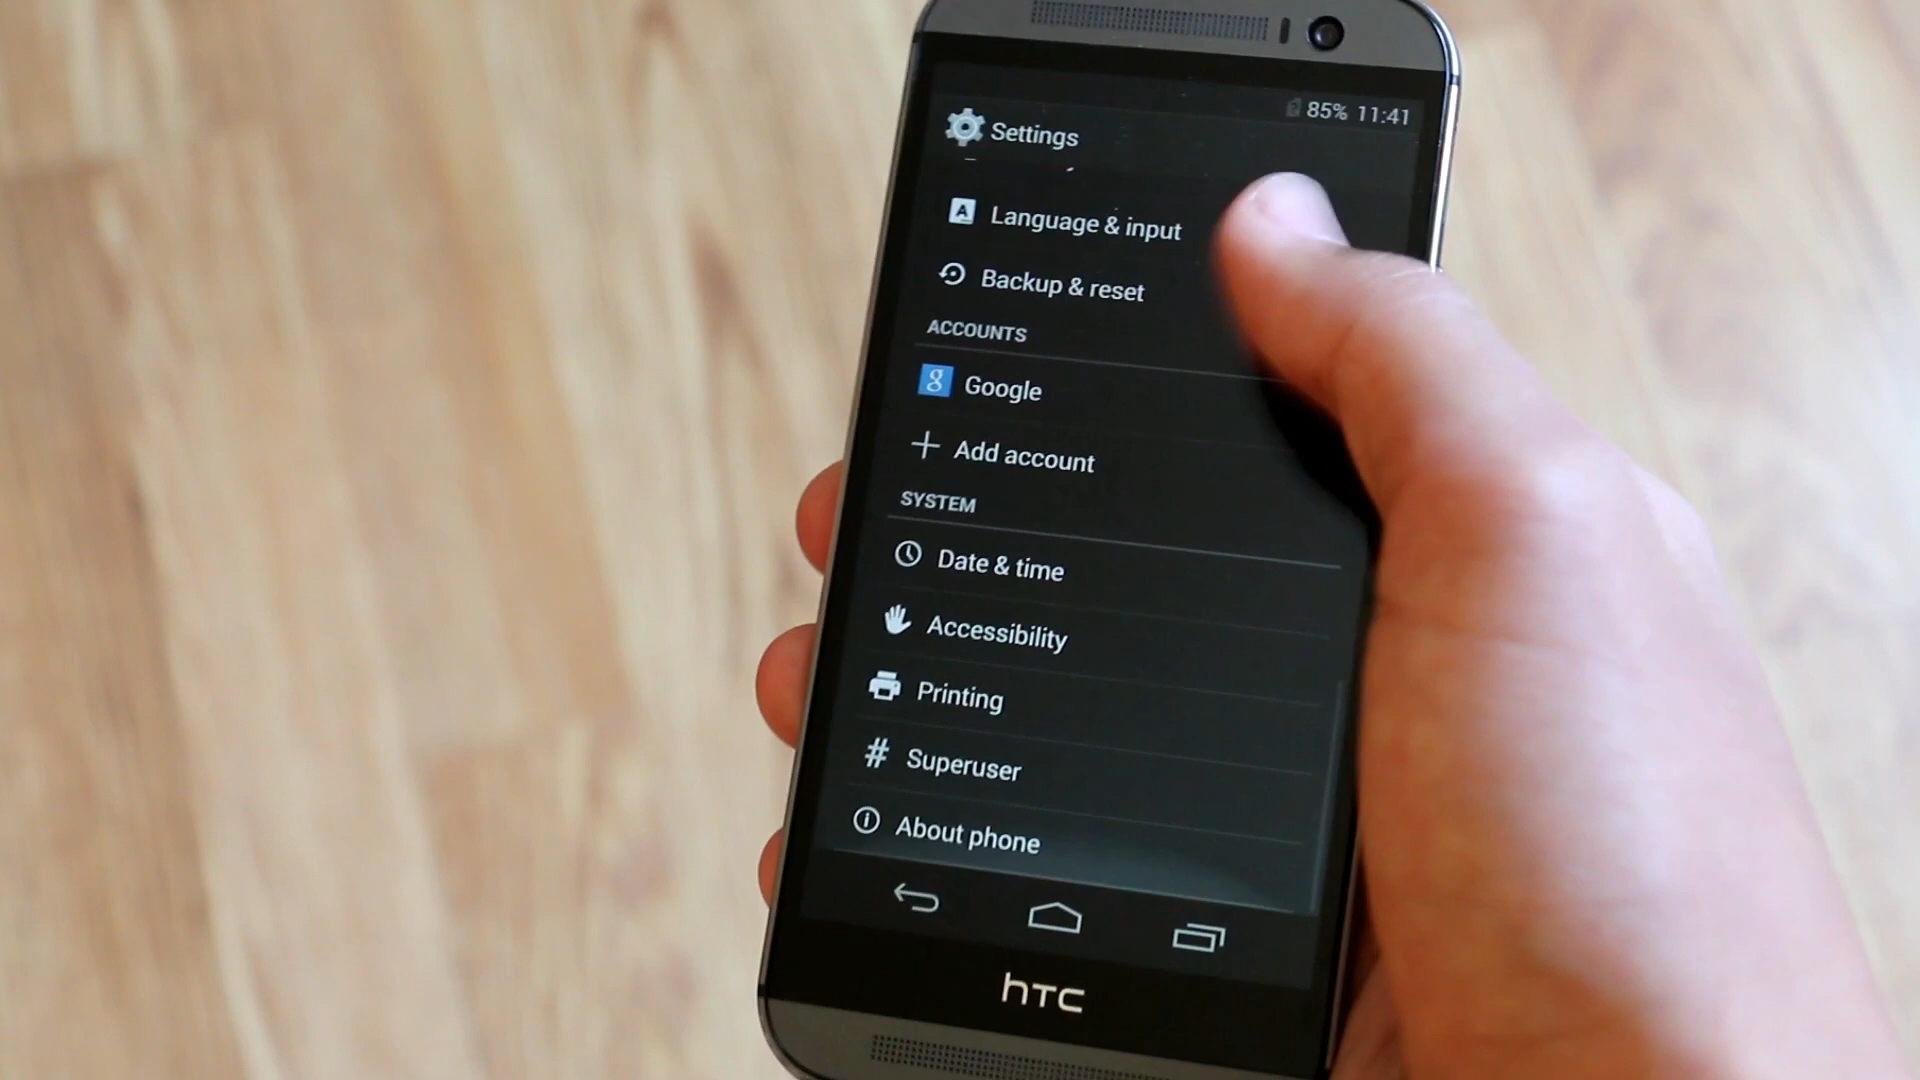 85% 11:41
Settings
Language & input
Backup & reset
ACCOUNTS
Google
Add account
SYSTEM
Date & time
Accessibility
Printing
# Superuser
About phone
hTC